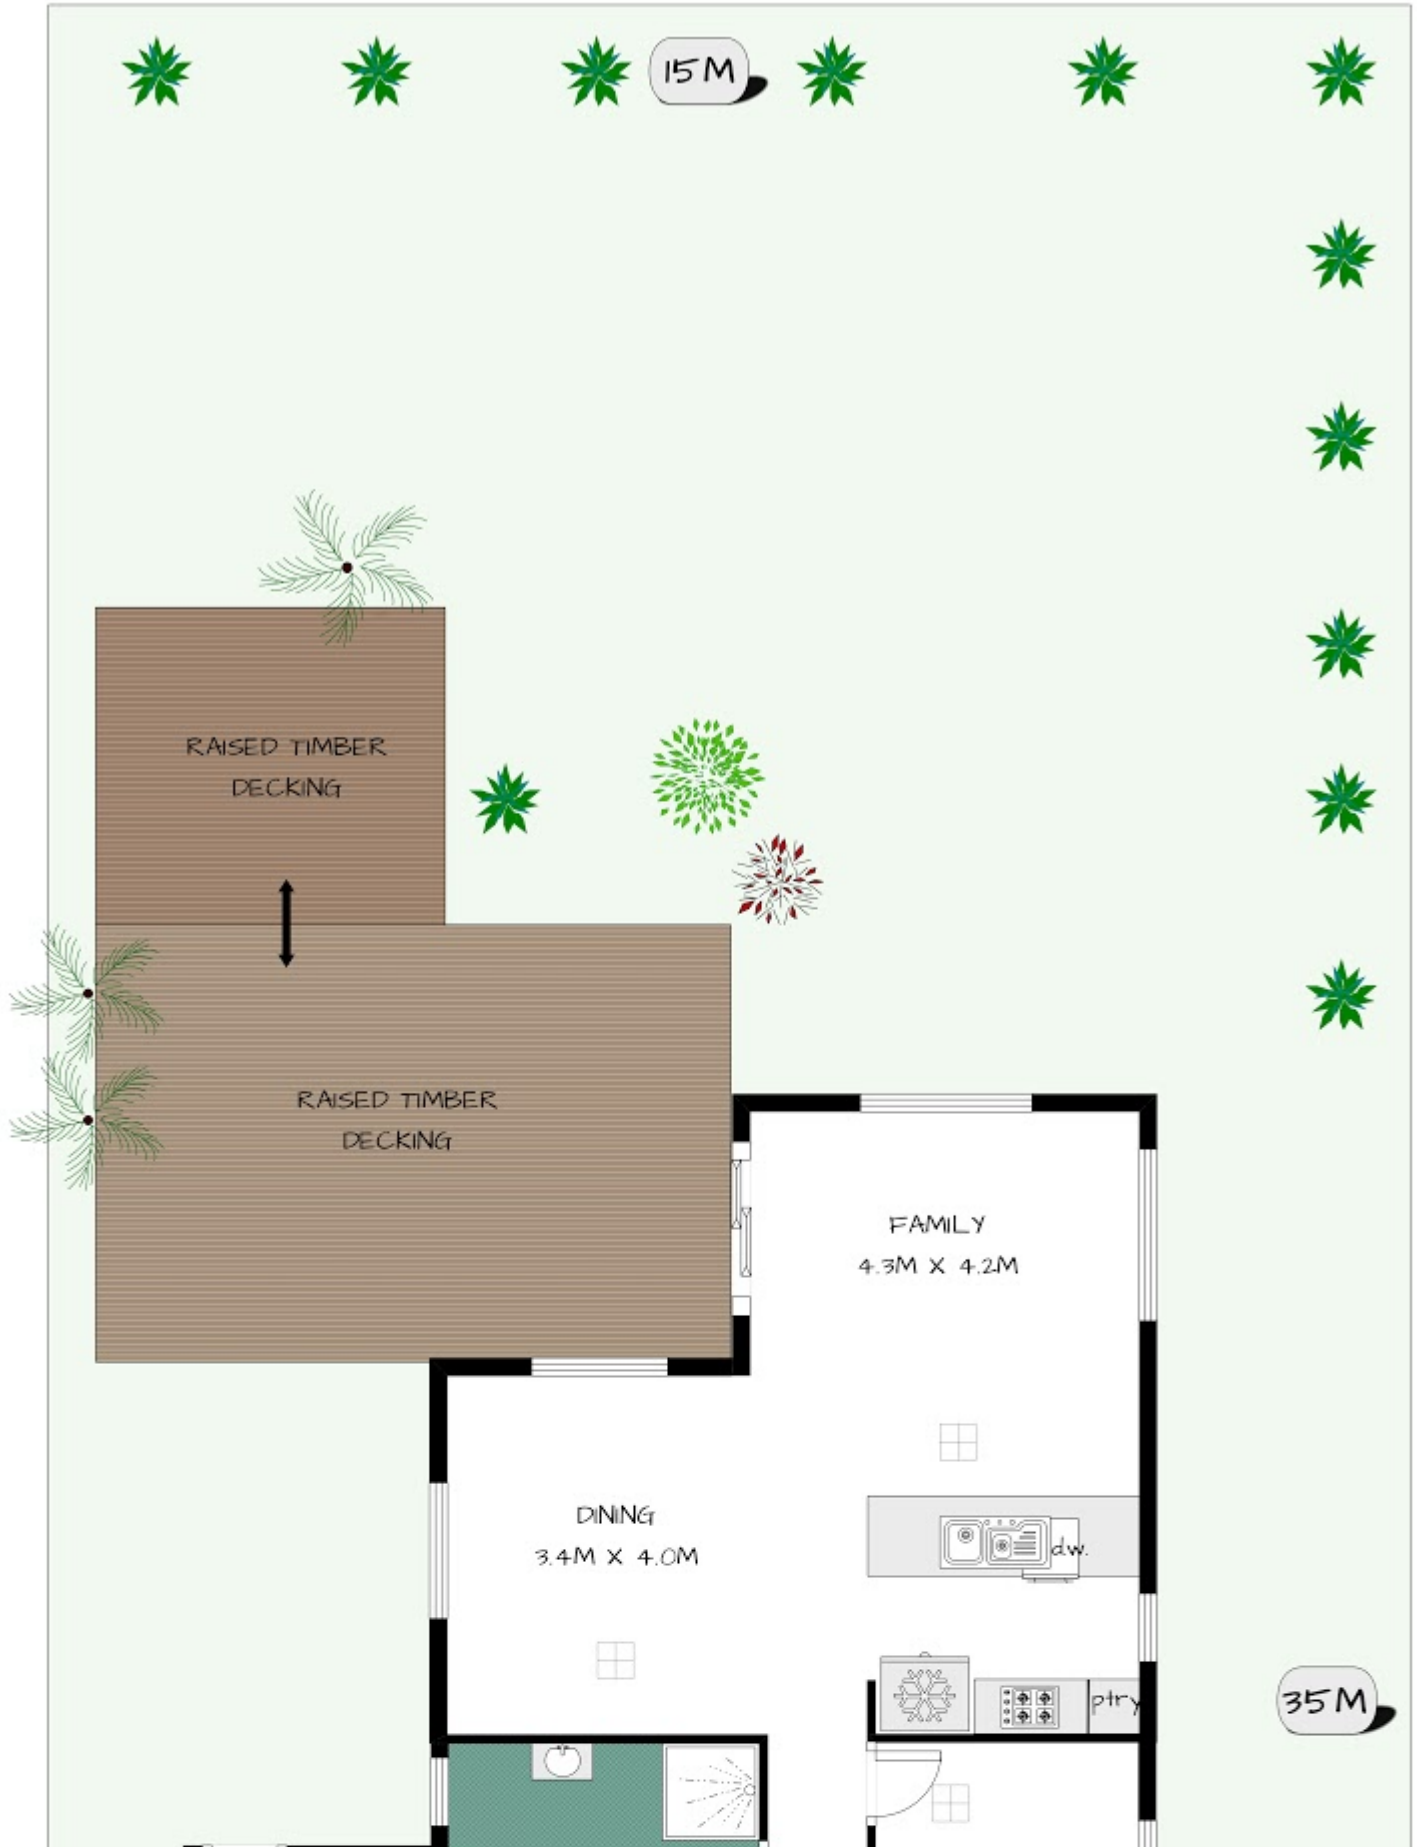 15M
RAISED TIMBER
DECKING
RAISED TIMBER
DECKING
FAMILY
4.3M X 4.2M
DINING
3.4M X 4.0M
dw.
ptry
35M